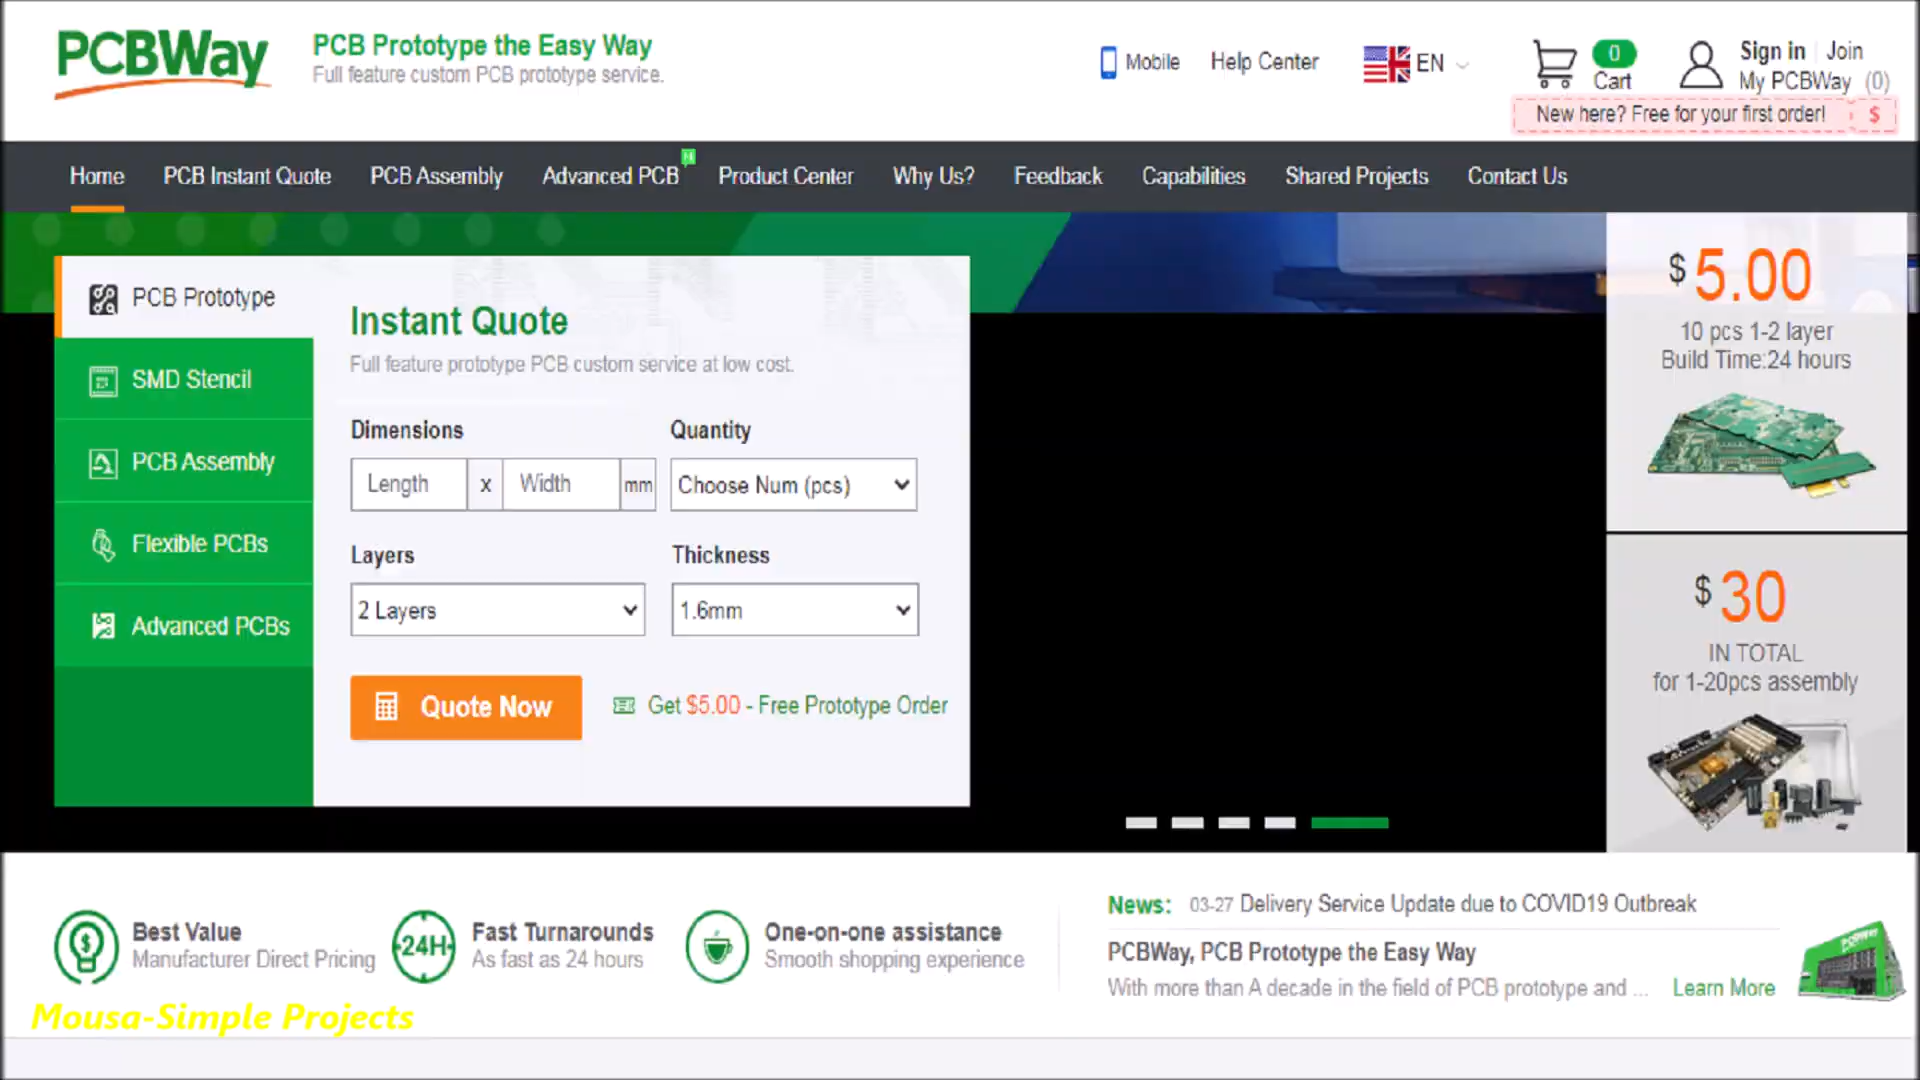 PCBWay
PCB Prototype the Easy Way
Full feature custom PCB prototype service.
Mobile
Help Center
EN
0
Cart
Sign in | Join
My PCBWay (0)
New here? Free for your first order! $
Home
PCB Instant Quote
PCB Assembly
Advanced PCB
N
Product Center
Why Us?
Feedback
Capabilities
Shared Projects
Contact Us
PCB Prototype
SMD Stencil
PCB Assembly
Flexible PCBs
Advanced PCBs
Instant Quote
Full feature prototype PCB custom service at low cost.
Dimensions
Quantity
Length x Width mm
Choose Num (pcs)
Layers
Thickness
2 Layers
1.6mm
Quote Now
Get $5.00 - Free Prototype Order
$ 5.00
10 pcs 1-2 layer
Build Time:24 hours
$ 30
IN TOTAL
for 1-20pcs assembly
$
Best Value
Manufacturer Direct Pricing
24H
Fast Turnarounds
As fast as 24 hours
One-on-one assistance
Smooth shopping experience
News: 03-27 Delivery Service Update due to COVID19 Outbreak
PCBWay, PCB Prototype the Easy Way
With more than A decade in the field of PCB prototype and ... Learn More
PCBWay
Mousa-Simple Projects